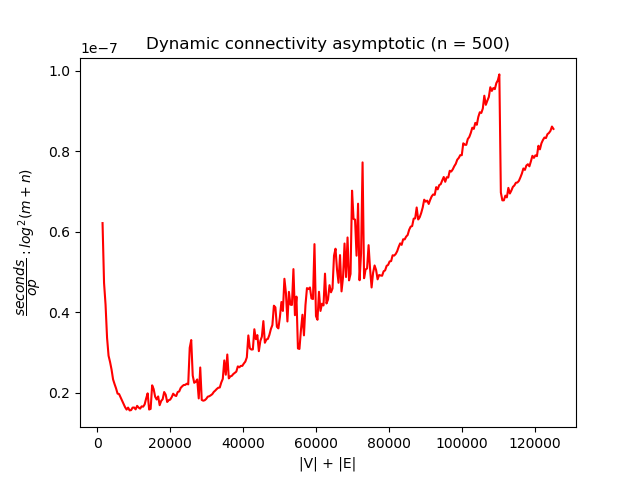 Dynamic connectivity asymptotic (n = 500)
1e−7
1.0
0.8
0.6
0.4
0.2
seconds/op : log²(m + n)
0 20000 40000 60000 80000 100000 120000
|V| + |E|